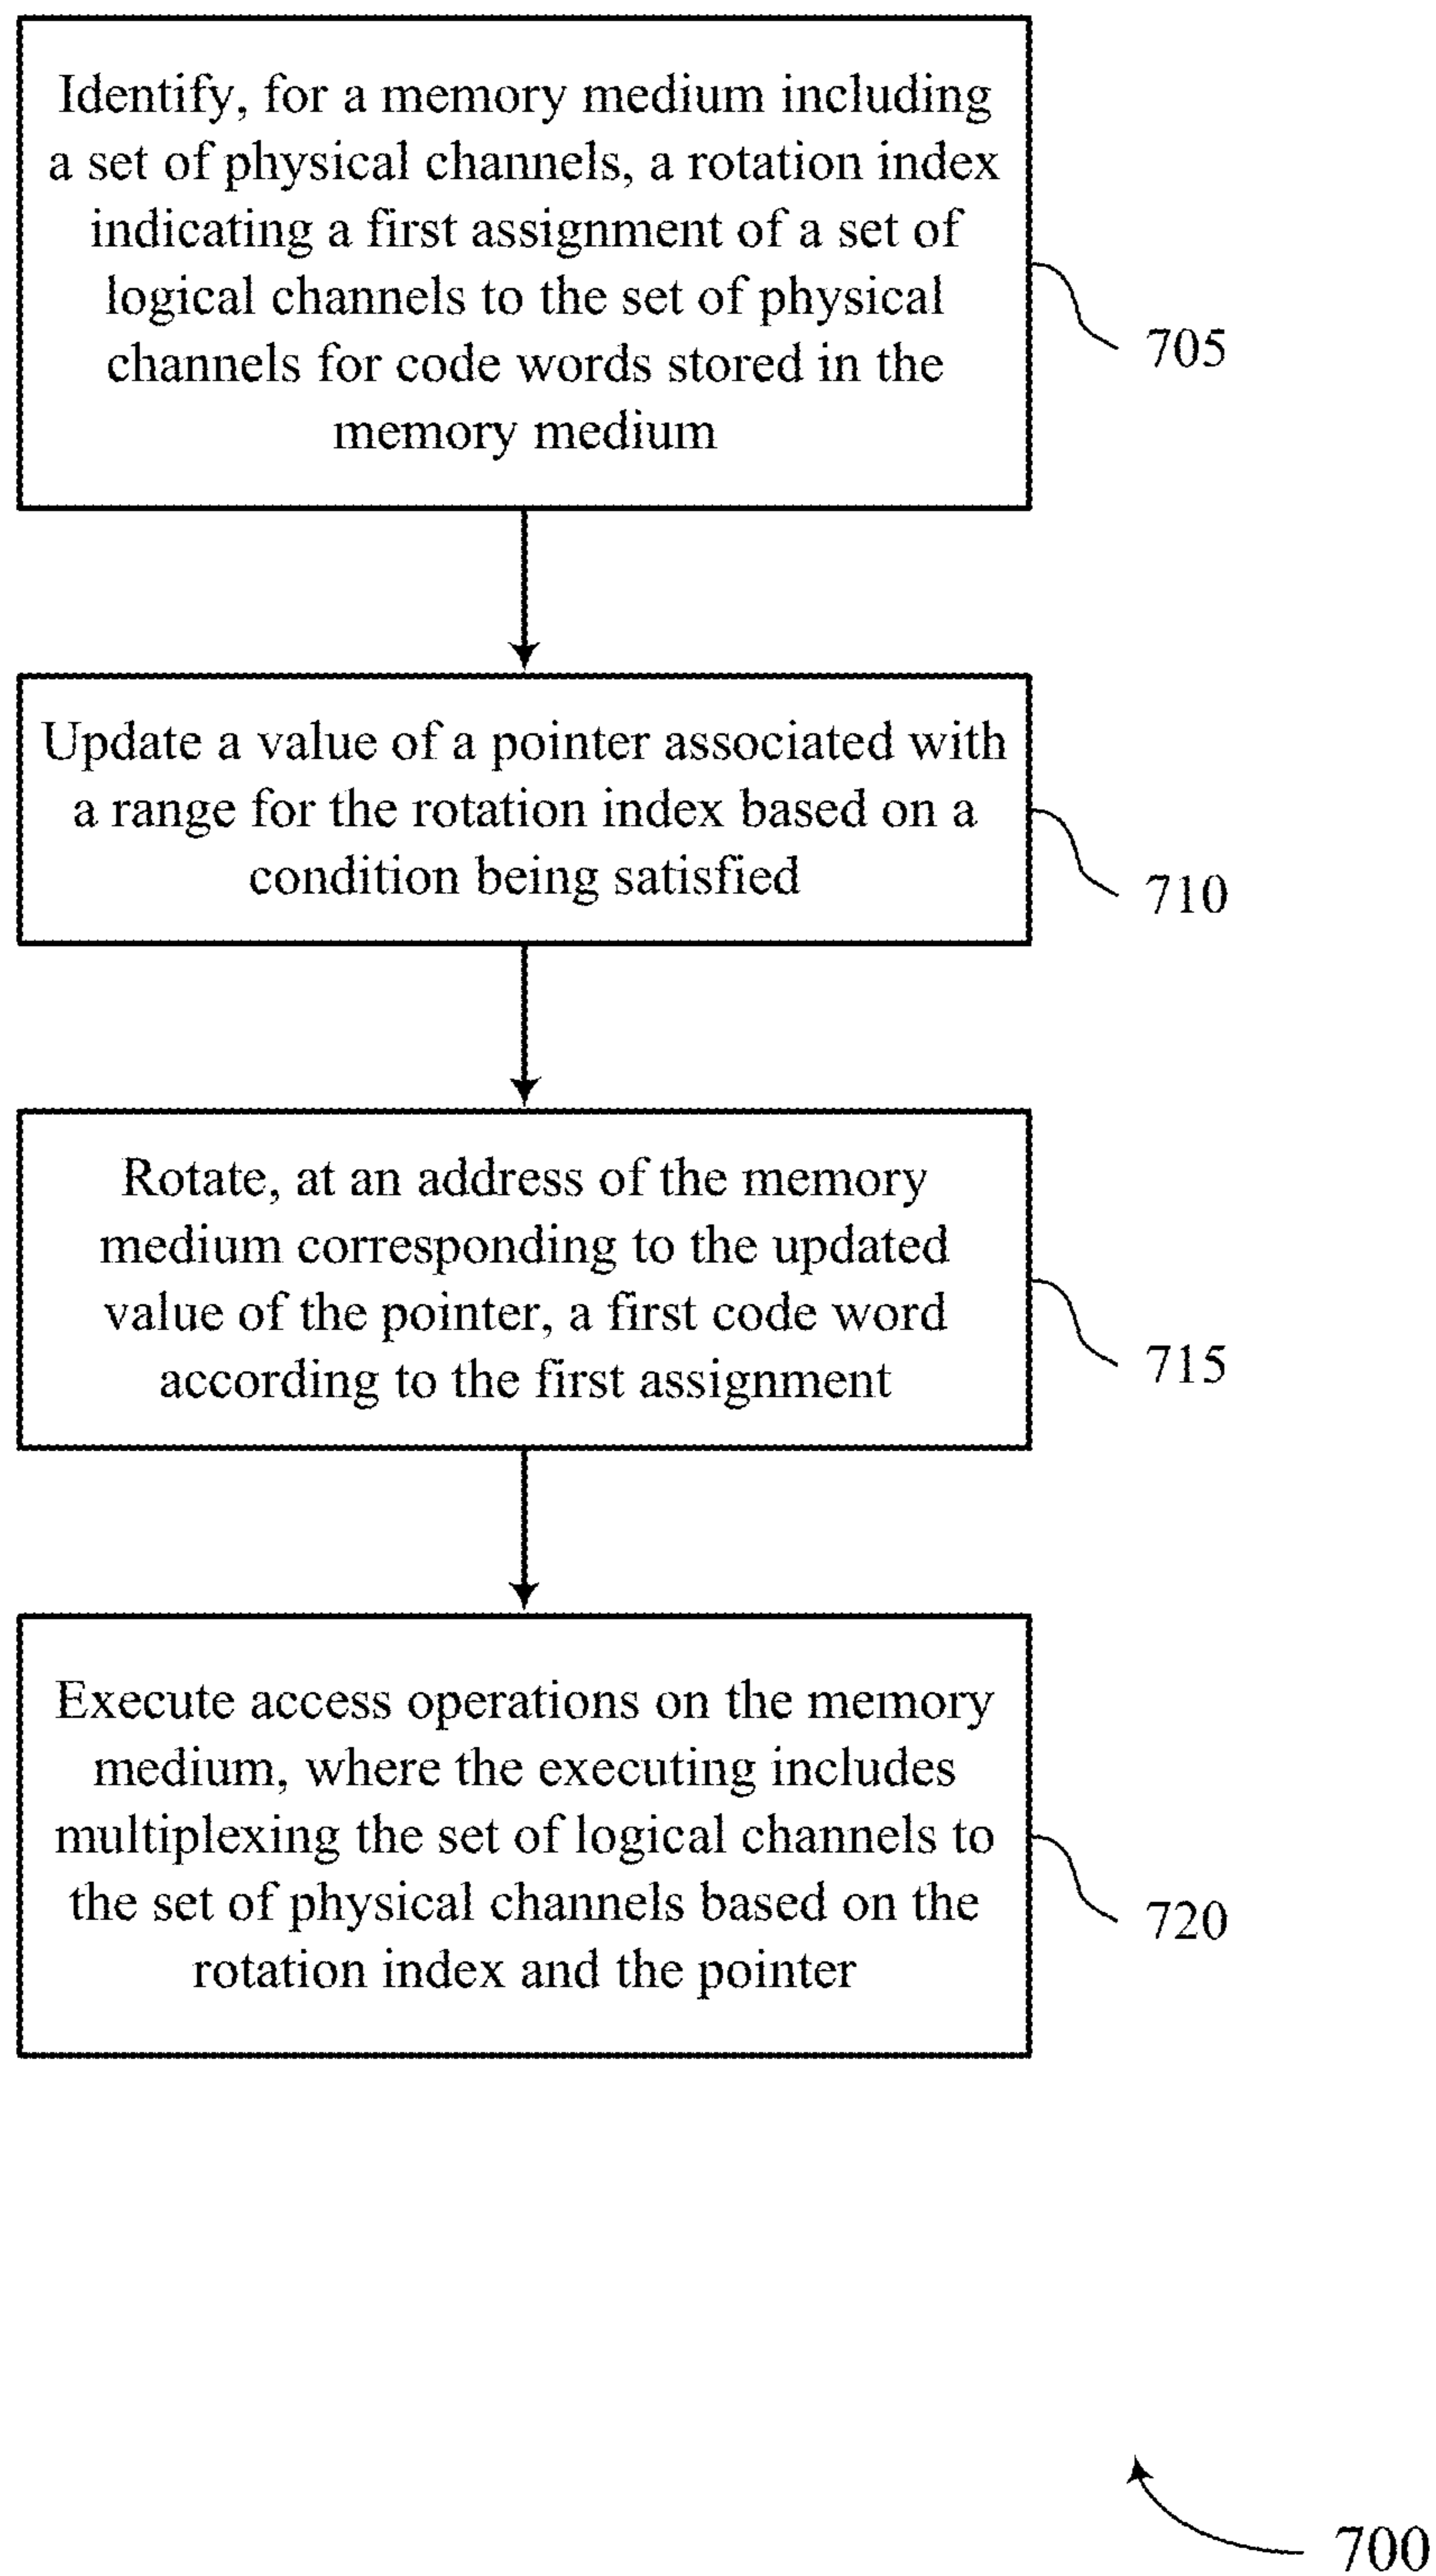 Identify, for a memory medium including
a set of physical channels, a rotation index
indicating a first assignment of a set of
logical channels to the set of physical
channels for code words stored in the
memory medium
705
Update a value of a pointer associated with
a range for the rotation index based on a
condition being satisfied
710
Rotate, at an address of the memory
medium corresponding to the updated
value of the pointer, a first code word
according to the first assignment
715
Execute access operations on the memory
medium, where the executing includes
multiplexing the set of logical channels to
the set of physical channels based on the
rotation index and the pointer
720
700